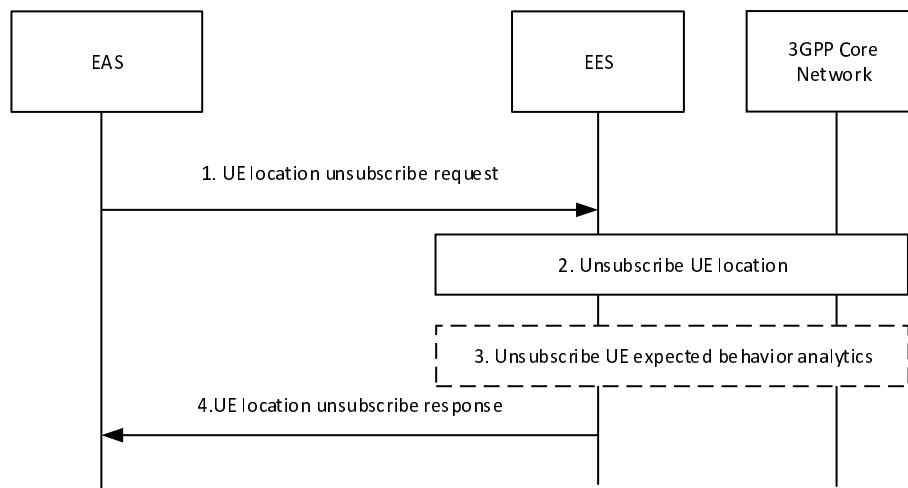 EAS
EES
3GPP Core
Network
1. UE location unsubscribe request
2. Unsubscribe UE location
3. Unsubscribe UE expected behavior analytics
4.UE location unsubscribe response